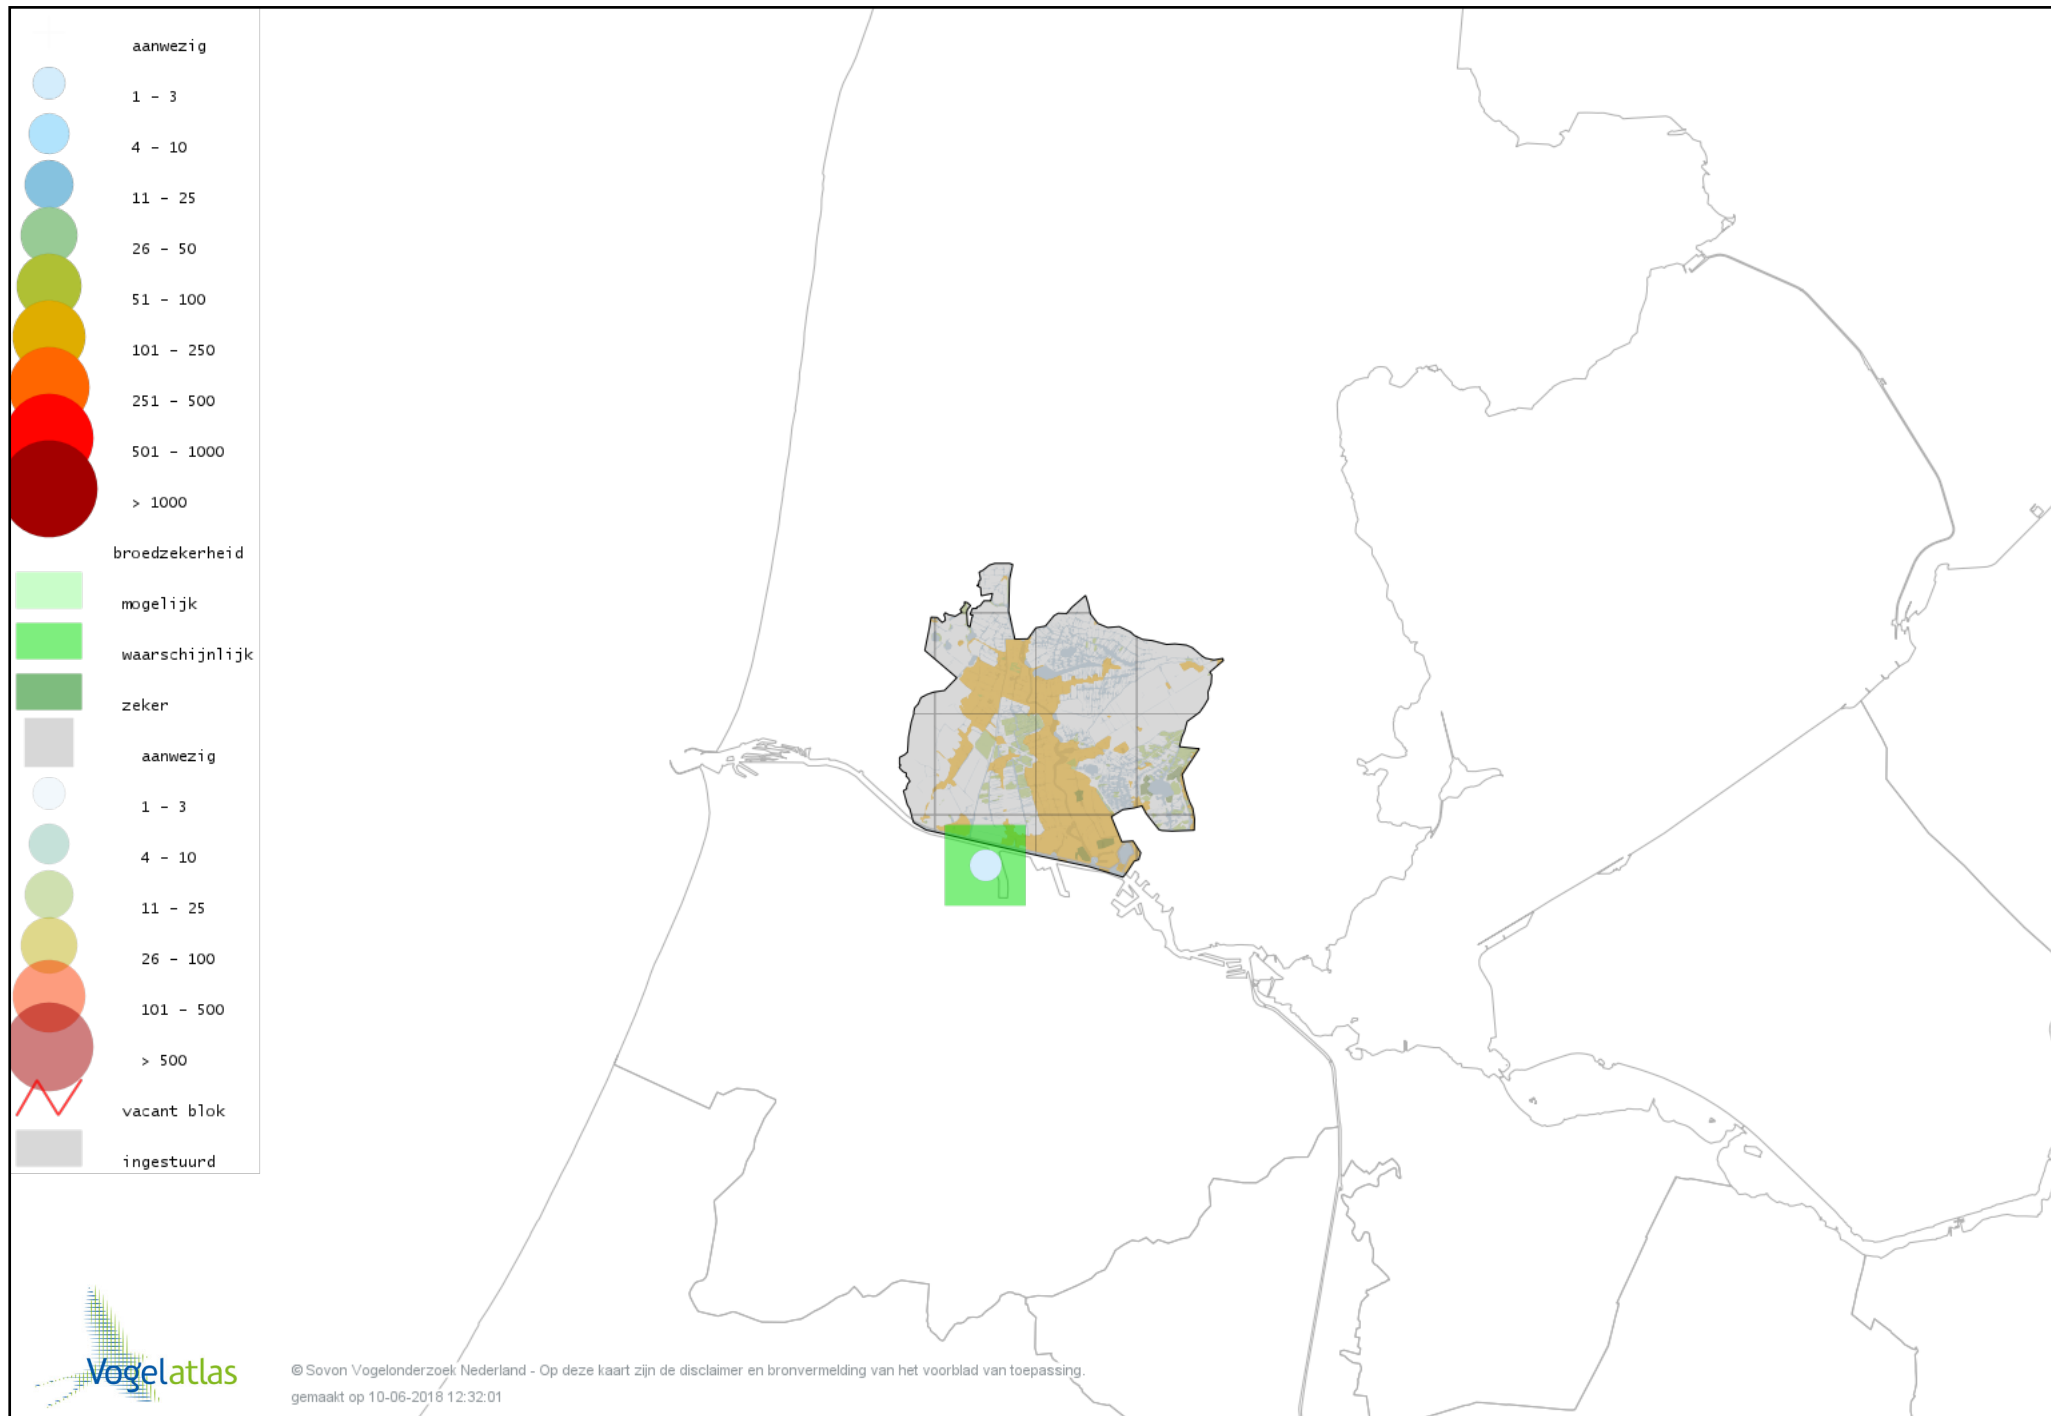 aanwezig
1 - 3
4 - 10
11 - 25
26 - 50
51 - 100
101 - 250
251 - 500
501 - 1000
> 1000
broedzekerheid
mogelijk
waarschijnlijk
zeker
aanwezig
1 - 3
4 - 10
11 - 25
26 - 100
101 - 500
> 500
vacant blok
ingestuurd
Vogelatlas
© Sovon Vogelonderzoek Nederland - Op deze kaart zijn de disclaimer en bronvermelding van het voorblad van toepassing.
gemaakt op 10-06-2018 12:32:01